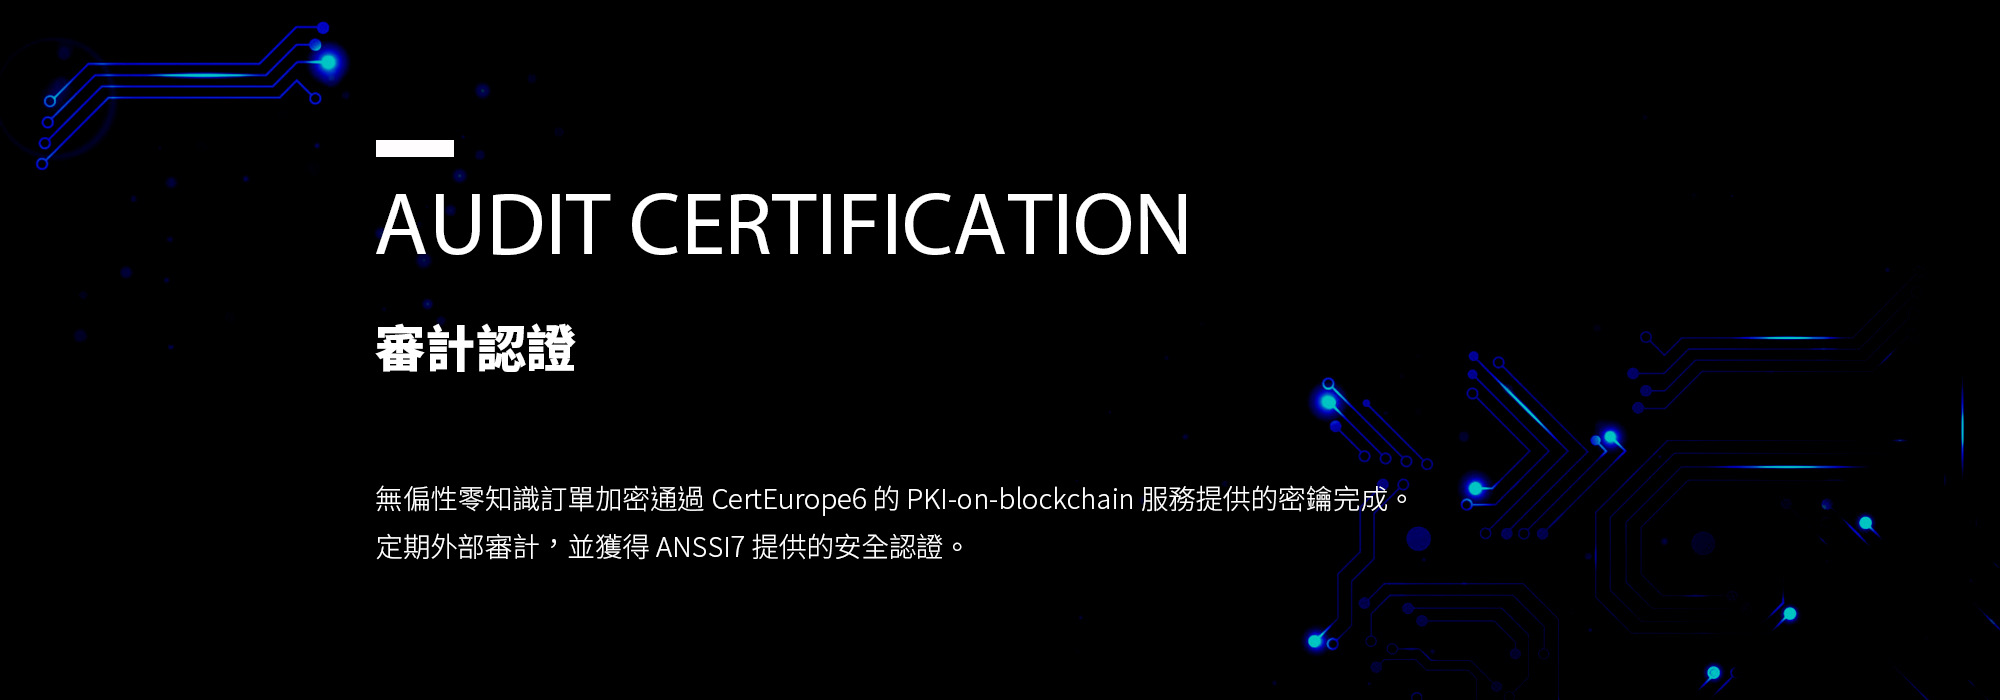 AUDIT CERTIFICATION
審計認證
無偏性零知識訂單加密通過 CertEurope6 的 PKI-on-blockchain 服務提供的密鑰完成。
定期外部審計，並獲得 ANSSI7 提供的安全認證。